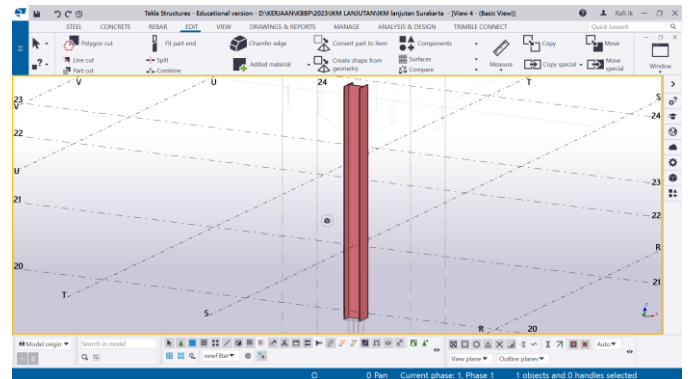 Tekla Structures - Educational version - D:\KERJAAN\KBBP\2023\IKM LANJUTAN\IKM lanjutan Surakarta - [View 4 - (Basic View)]
Rafi Ik
STEEL CONCRETE REBAR EDIT VIEW DRAWINGS & REPORTS MANAGE ANALYSIS & DESIGN TRIMBLE CONNECT Quick Launch
Polygon cut Fit part end Chamfer edge Convert part to item Components Copy Move
Line cut Split Added material Create shape from geometry Surfaces Measure Copy special Move special Window
Part cut Combine Compare
V U 24 T S
23 V 24
22
U 23
21 22
R
20 21
T
S R 20
Model origin Search in model Auto
newFilter View plane Outline planes
O 0 Pan Current phase: 1, Phase 1 1 objects and 0 handles selected